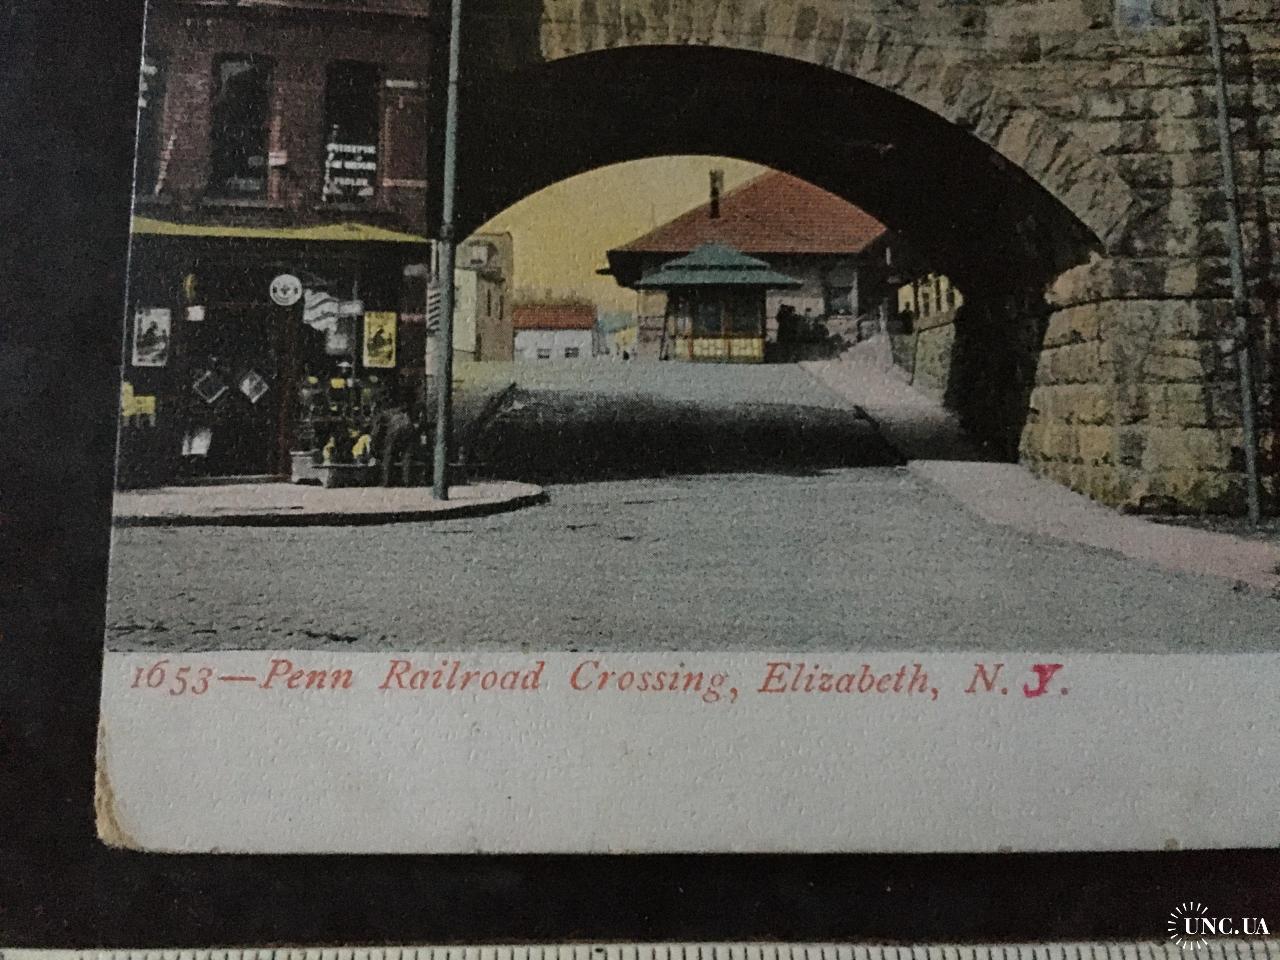 1653—Penn Railroad Crossing, Elizabeth, N. J.
UNC.UA